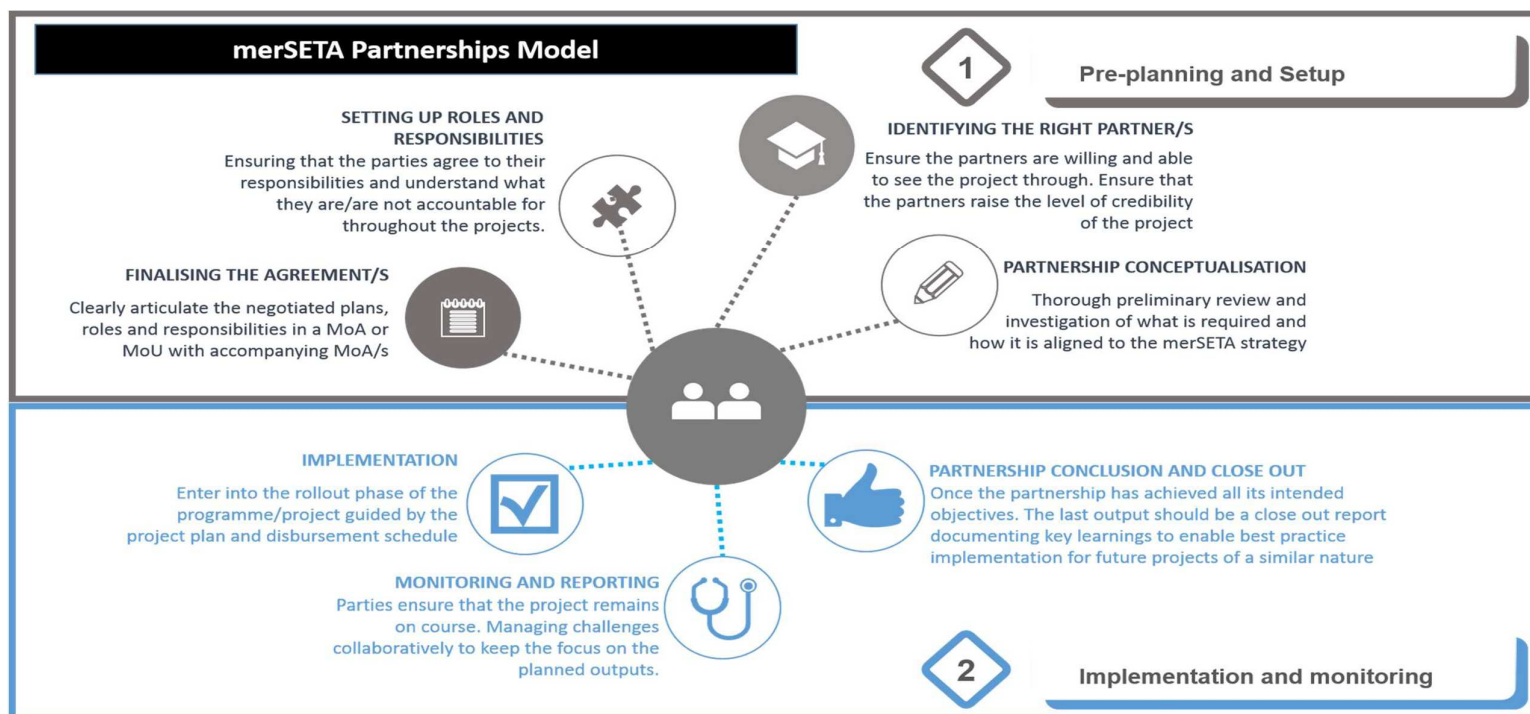 merSETA Partnerships Model
1
Pre-planning and Setup
SETTING UP ROLES AND
RESPONSIBILITIES
Ensuring that the parties agree to their
responsibilities and understand what
they are/are not accountable for
throughout the projects.
IDENTIFYING THE RIGHT PARTNER/S
Ensure the partners are willing and able
to see the project through. Ensure that
the partners raise the level of credibility
of the project
FINALISING THE AGREEMENT/S
Clearly articulate the negotiated plans,
roles and responsibilities in a MoA or
MoU with accompanying MoA/s
PARTNERSHIP CONCEPTUALISATION
Thorough preliminary review and
investigation of what is required and
how it is aligned to the merSETA strategy
IMPLEMENTATION
Enter into the rollout phase of the
programme/project guided by the
project plan and disbursement schedule
PARTNERSHIP CONCLUSION AND CLOSE OUT
Once the partnership has achieved all its intended
objectives. The last output should be a close out report
documenting key learnings to enable best practice
implementation for future projects of a similar nature
MONITORING AND REPORTING
Parties ensure that the project remains
on course. Managing challenges
collaboratively to keep the focus on the
planned outputs.
2
Implementation and monitoring